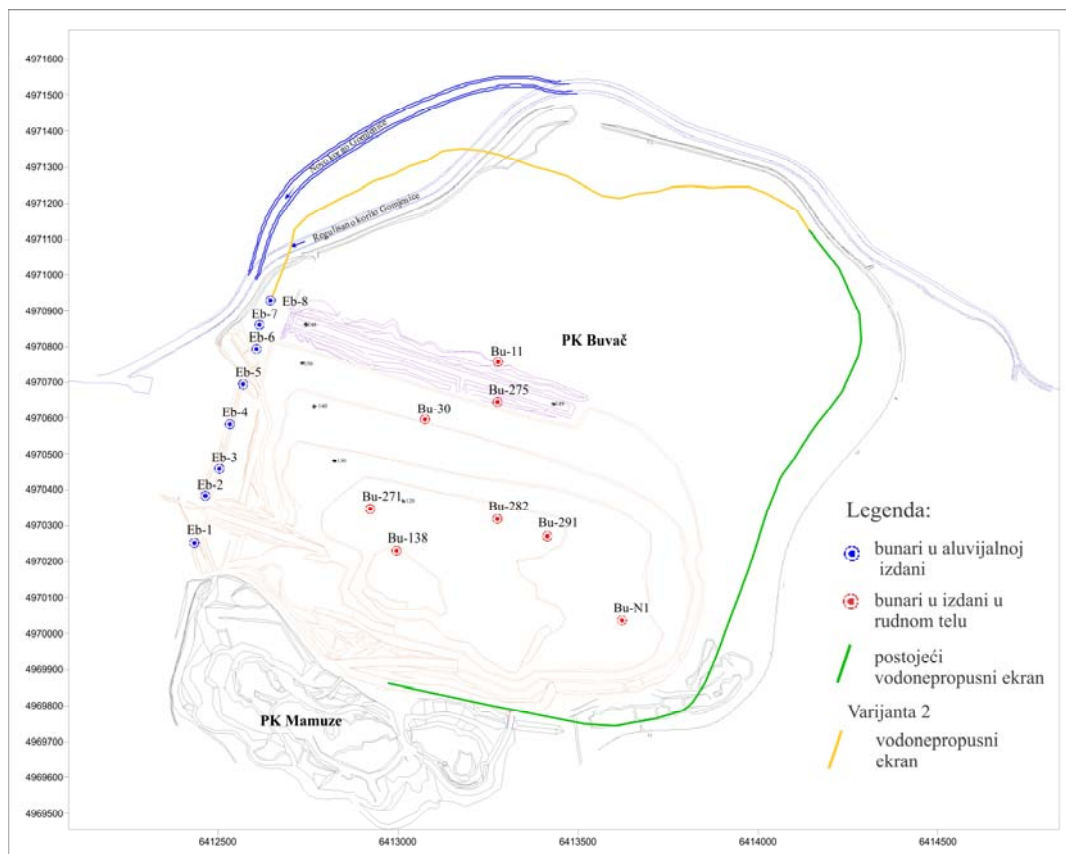 4971600
4971500
4971400
4971300
4971200
4971100
4971000
4970900
4970800
4970700
4970600
4970500
4970400
4970300
4970200
4970100
4970000
4969900
4969800
4969700
4969600
4969500
6412500
6413000
6413500
6414000
6414500
Gomjenice
Regulisano korito Gomjenice
Eb-8
Eb-7
Eb-6
Eb-5
Eb-4
Eb-3
Eb-2
Eb-1
PK Buvač
Bu-11
Bu-275
Bu-30
Bu-271
Bu-282
Bu-291
Bu-138
Bu-N1
PK Mamuze
Legenda:
bunari u aluvijalnoj
izdani
bunari u izdani u
rudnom telu
postojeći
vodonepropusni ekran
Varijanta 2
vodonepropusni
ekran